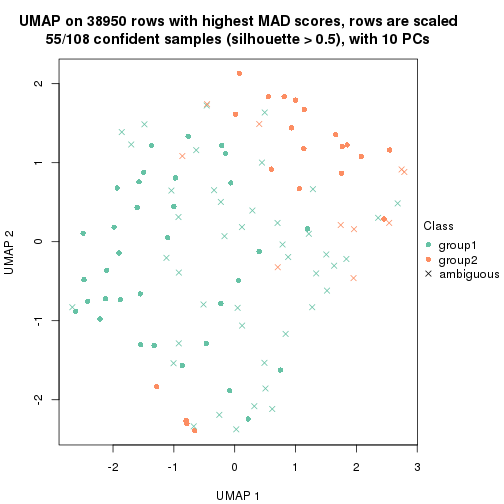 UMAP on 38950 rows with highest MAD scores, rows are scaled
55/108 confident samples (silhouette > 0.5), with 10 PCs
2
1
0
-1
-2
UMAP 2
-2
-1
0
1
2
3
UMAP 1
Class
group1
group2
ambiguous